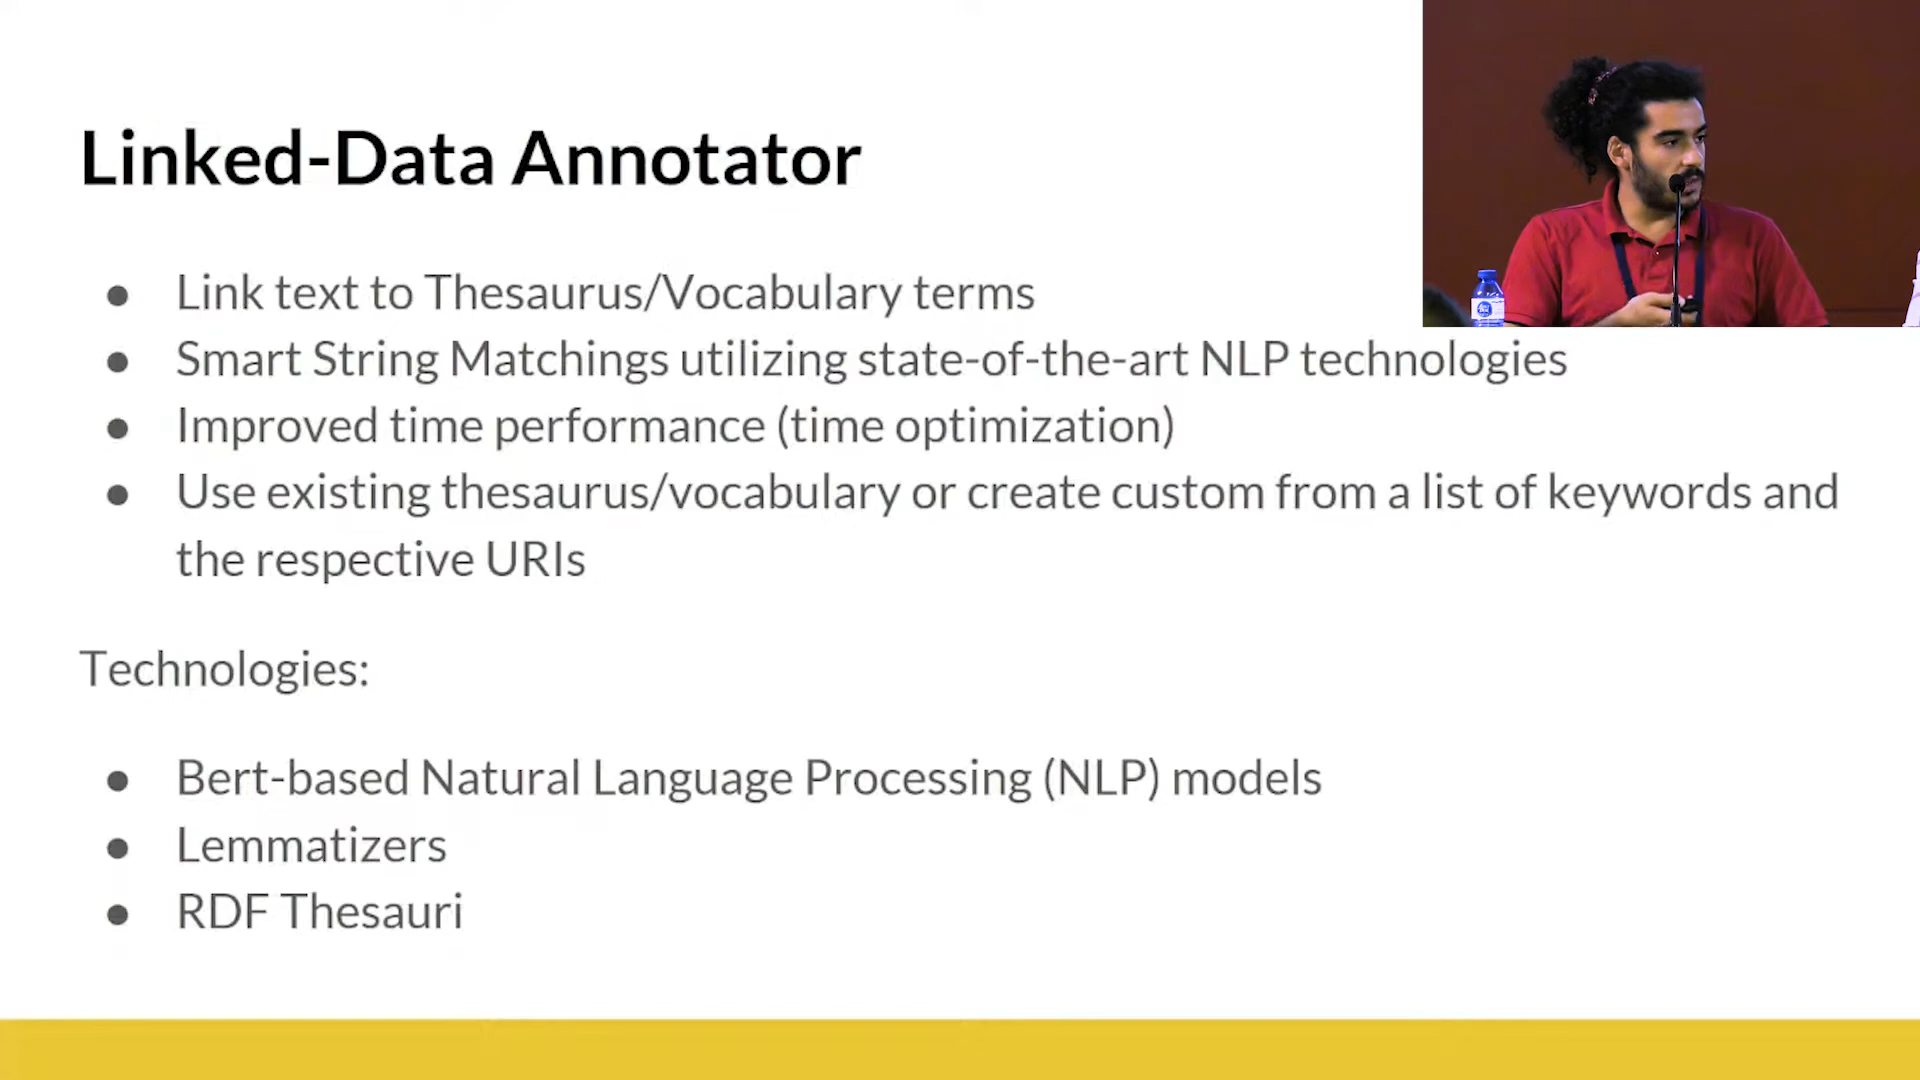 Linked-Data Annotator
● Link text to Thesaurus/Vocabulary terms
● Smart String Matchings utilizing state-of-the-art NLP technologies
● Improved time performance (time optimization)
● Use existing thesaurus/vocabulary or create custom from a list of keywords and
the respective URIs
Technologies:
● Bert-based Natural Language Processing (NLP) models
● Lemmatizers
● RDF Thesauri